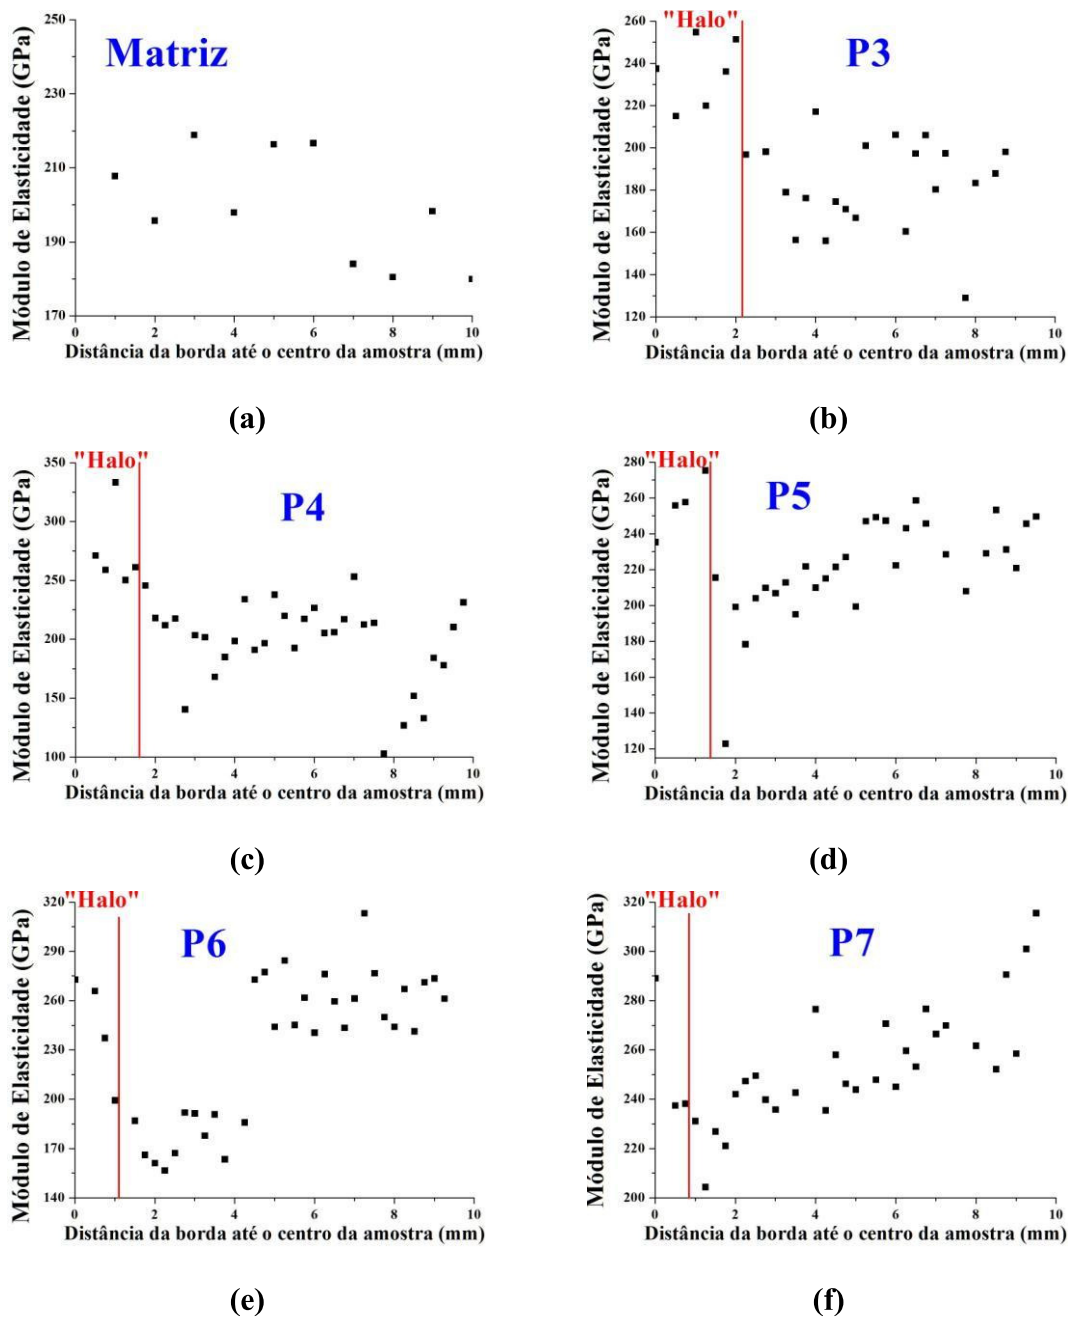 Matriz
Módulo de Elasticidade (GPa)
250
230
210
190
170
0 2 4 6 8 10
Distância da borda até o centro da amostra (mm)
(a)
"Halo"
P3
Módulo de Elasticidade (GPa)
260
240
220
200
180
160
140
120
0 2 4 6 8 10
Distância da borda até o centro da amostra (mm)
(b)
"Halo"
P4
Módulo de Elasticidade (GPa)
350
300
250
200
150
100
0 2 4 6 8 10
Distância da borda até o centro da amostra (mm)
(c)
"Halo"
P5
Módulo de Elasticidade (GPa)
280
260
240
220
200
180
160
140
120
0 2 4 6 8 10
Distância da borda até o centro da amostra (mm)
(d)
"Halo"
P6
Módulo de Elasticidade (GPa)
320
290
260
230
200
170
140
0 2 4 6 8 10
Distância da borda até o centro da amostra (mm)
(e)
"Halo"
P7
Módulo de Elasticidade (GPa)
320
300
280
260
240
220
200
0 2 4 6 8 10
Distância da borda até o centro da amostra (mm)
(f)